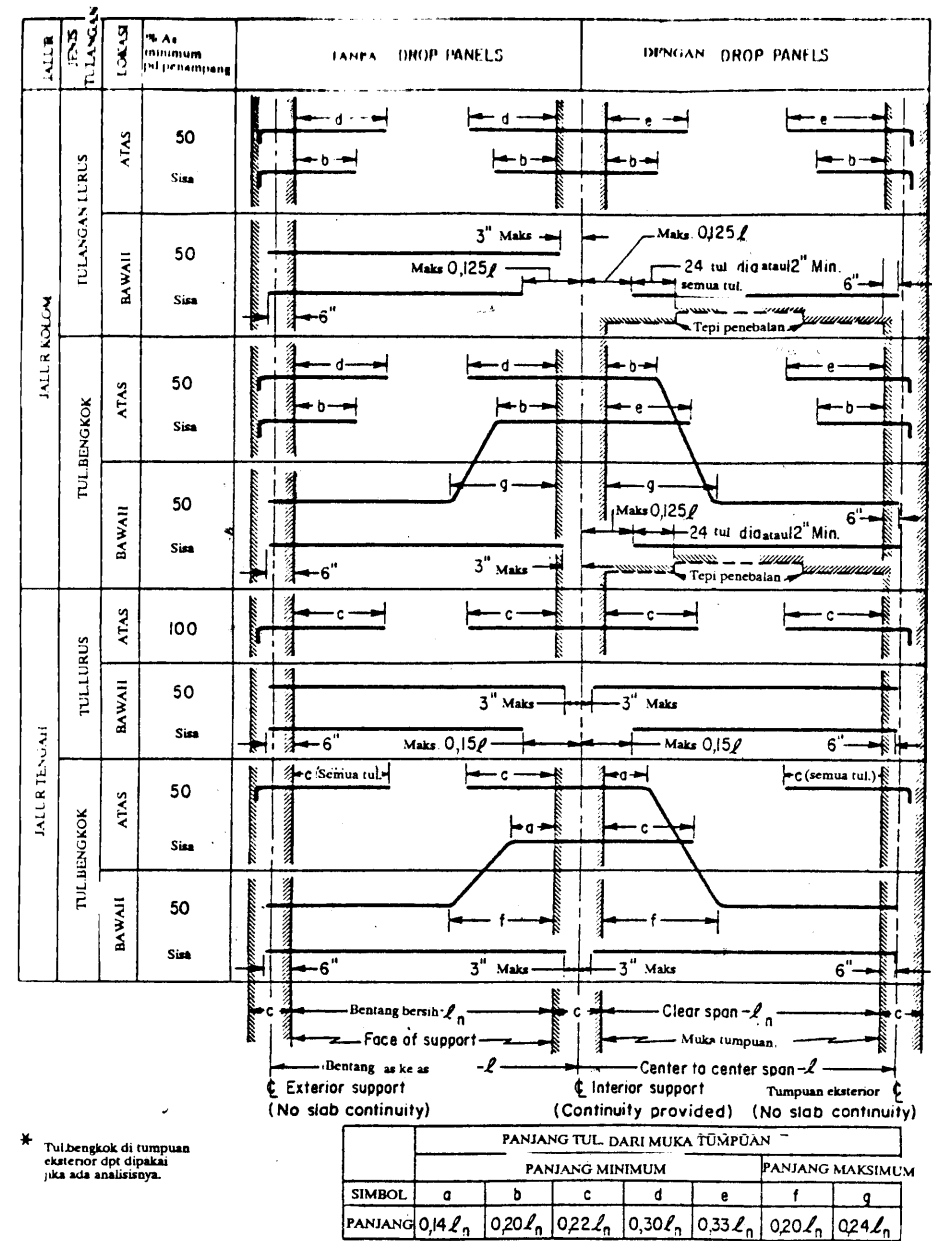 JALUR
JENIS TULANGAN
LOKASI
% As minimum pd penampang
TANPA DROP PANELS
DENGAN DROP PANELS
JALUR KOLOM
TULANGAN LURUS
ATAS
50
Sisa
d
d
e
e
b
b
b
b
BAWAH
50
Sisa
3" Maks
Maks. 0,125ℓ
Maks 0,125ℓ
24 tul dia atau 12" Min.
semua tul.
6"
6"
Tepi penebalan
TUL.BENGKOK
ATAS
50
Sisa
d
d
b
e
b
b
e
b
BAWAH
50
Sisa
g
g
Maks 0,125ℓ
6"
24 tul dia atau 12" Min.
6"
3" Maks
Tepi penebalan
JALUR TENGAH
TUL.LURUS
ATAS
100
c
c
c
c
BAWAH
50
Sisa
3" Maks
3" Maks
6"
Maks. 0,15ℓ
Maks 0,15ℓ
6"
TUL.BENGKOK
ATAS
50
Sisa
c (Semua tul.)
c
a
c (semua tul.)
a
c
BAWAH
50
Sisa
f
f
6"
3" Maks
3" Maks
6"
c
Bentang bersih-ℓn
c
Clear span-ℓn
c
Face of support
Muka tumpuan.
Bentang as ke as -ℓ
Center to center span-ℓ
℄ Exterior support
(No slab continuity)
℄ Interior support
(Continuity provided)
Tumpuan eksterior ℄
(No slab continuity)
* Tul.bengkok di tumpuan
eksterior dpt dipakai
jika ada analisisnya.
PANJANG TUL. DARI MUKA TUMPUAN
PANJANG MINIMUM
PANJANG MAKSIMUM
SIMBOL a b c d e f g
PANJANG 0,14ℓn 0,20ℓn 0,22ℓn 0,30ℓn 0,33ℓn 0,20ℓn 0,24ℓn